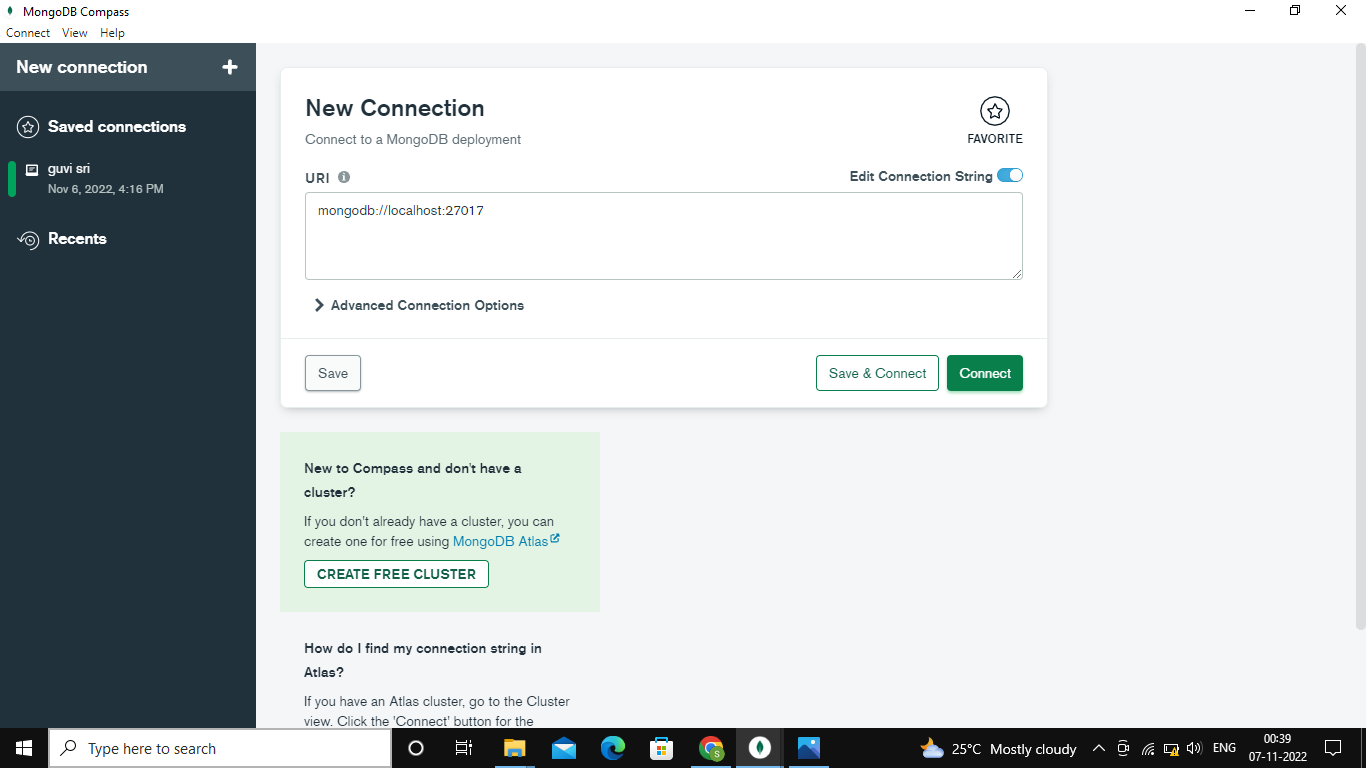 MongoDB Compass
Connect View Help
New connection
Saved connections
guvi sri
Nov 6, 2022, 4:16 PM
Recents
New Connection
Connect to a MongoDB deployment
FAVORITE
URI
Edit Connection String
mongodb://localhost:27017
Advanced Connection Options
Save
Save & Connect
Connect
New to Compass and don't have a
cluster?
If you don't already have a cluster, you can
create one for free using MongoDB Atlas
CREATE FREE CLUSTER
How do I find my connection string in
Atlas?
If you have an Atlas cluster, go to the Cluster
view. Click the 'Connect' button for the
Type here to search
S
25°C Mostly cloudy
ENG
00:39
07-11-2022